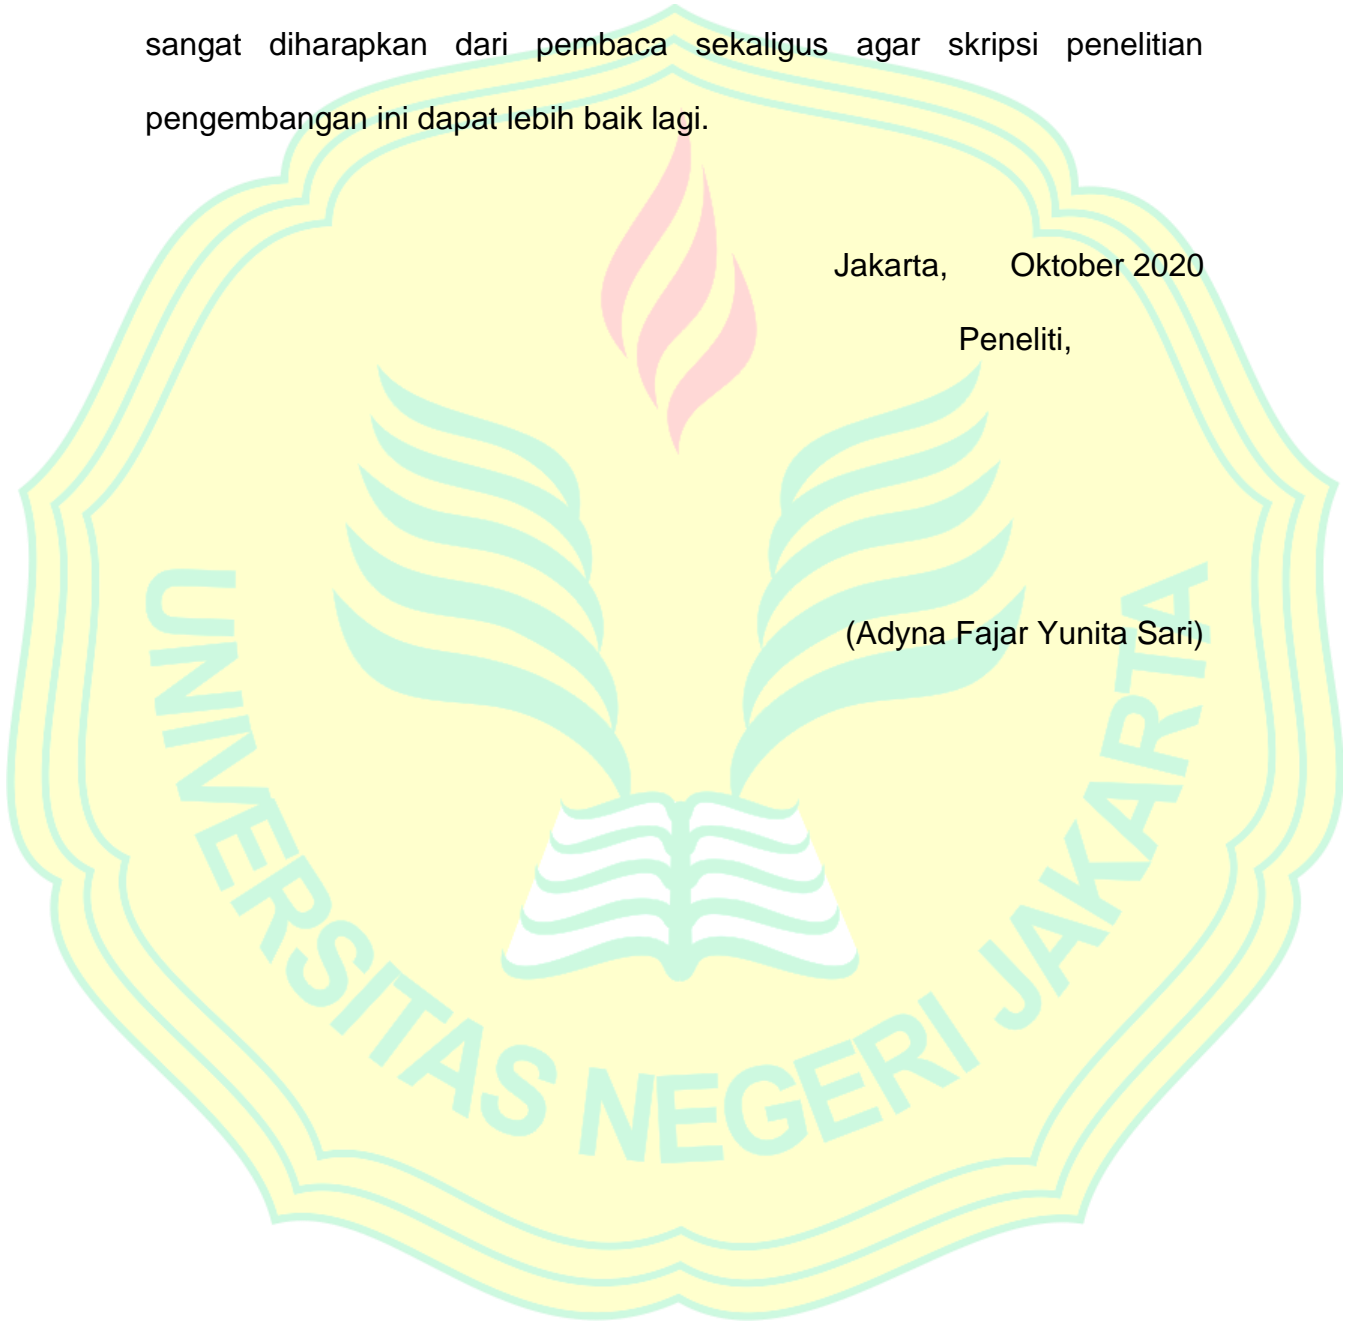 sangat diharapkan dari pembaca sekaligus agar skripsi penelitian
pengembangan ini dapat lebih baik lagi.
Jakarta, Oktober 2020
Peneliti,
(Adyna Fajar Yunita Sari)
UNIVERSITAS NEGERI JAKARTA